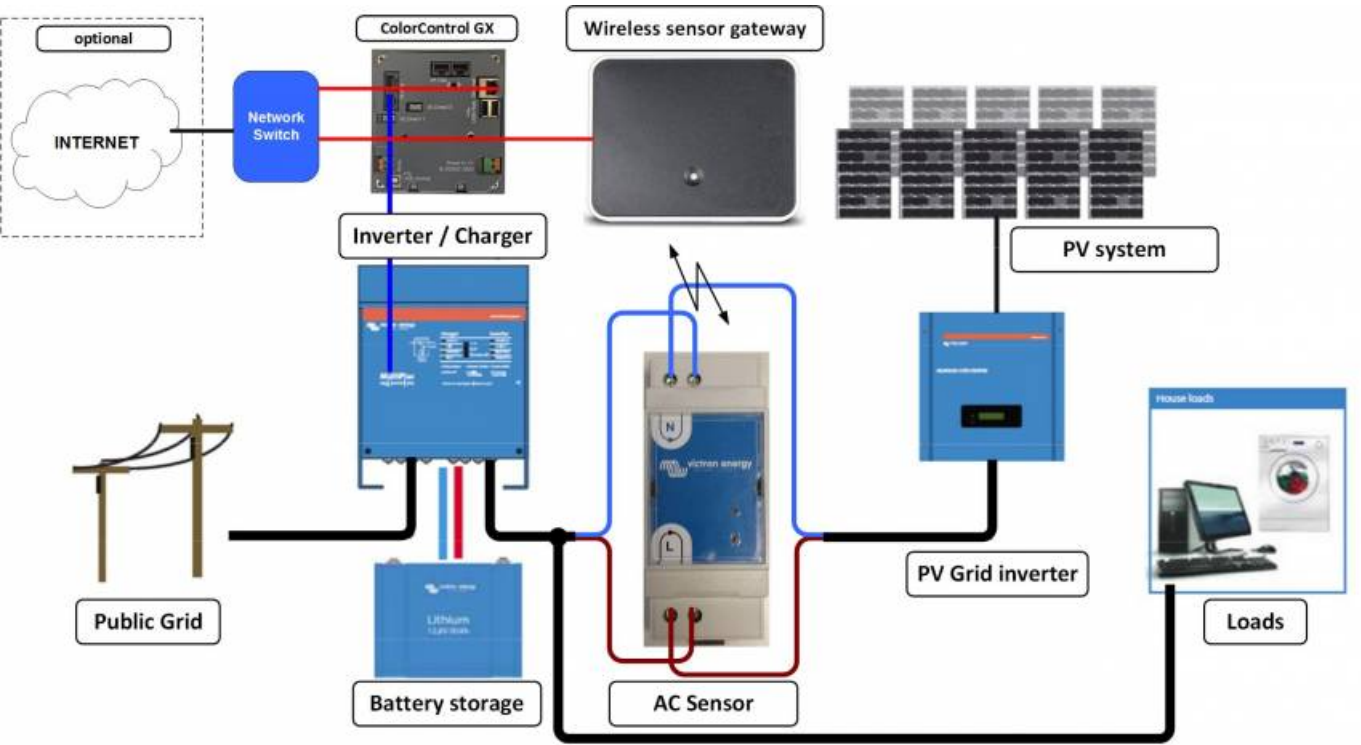 optional
ColorControl GX
Wireless sensor gateway
INTERNET
Network
Switch
Inverter / Charger
PV system
House loads
N
victron energy
L
PV Grid inverter
Public Grid
Lithium
Loads
Battery storage
AC Sensor